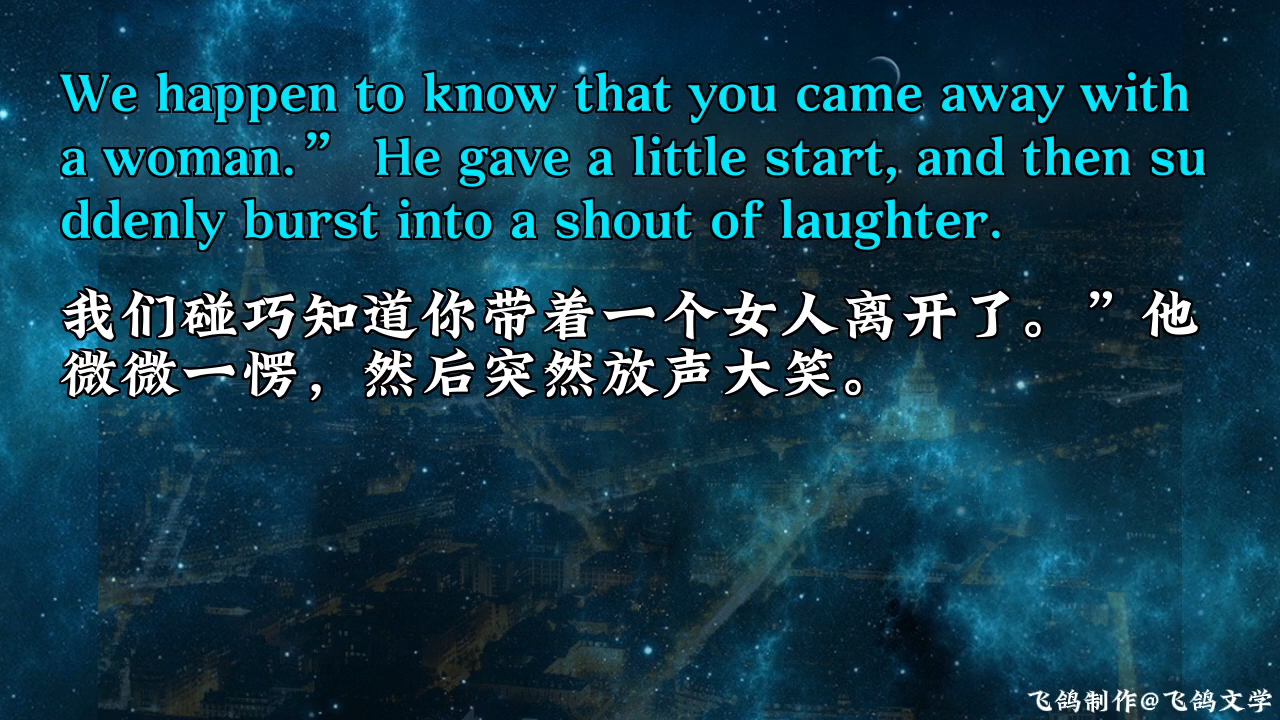 We happen to know that you came away with
a woman.” He gave a little start, and then su
ddenly burst into a shout of laughter.
我们碰巧知道你带着一个女人离开了。”他
微微一愣，然后突然放声大笑。
飞鸽制作@飞鸽文学